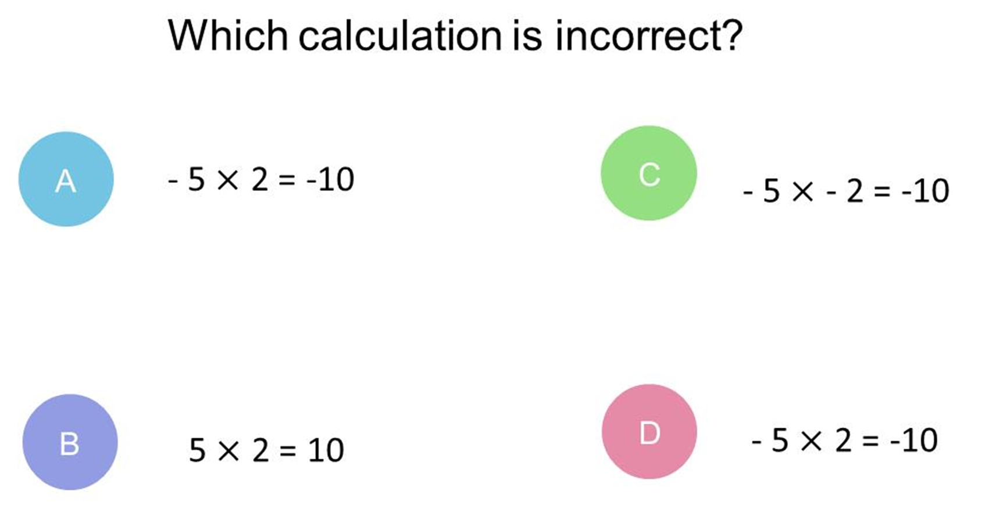 Which calculation is incorrect?
A
- 5 × 2 = -10
C
- 5 × - 2 = -10
B
5 × 2 = 10
D
- 5 × 2 = -10